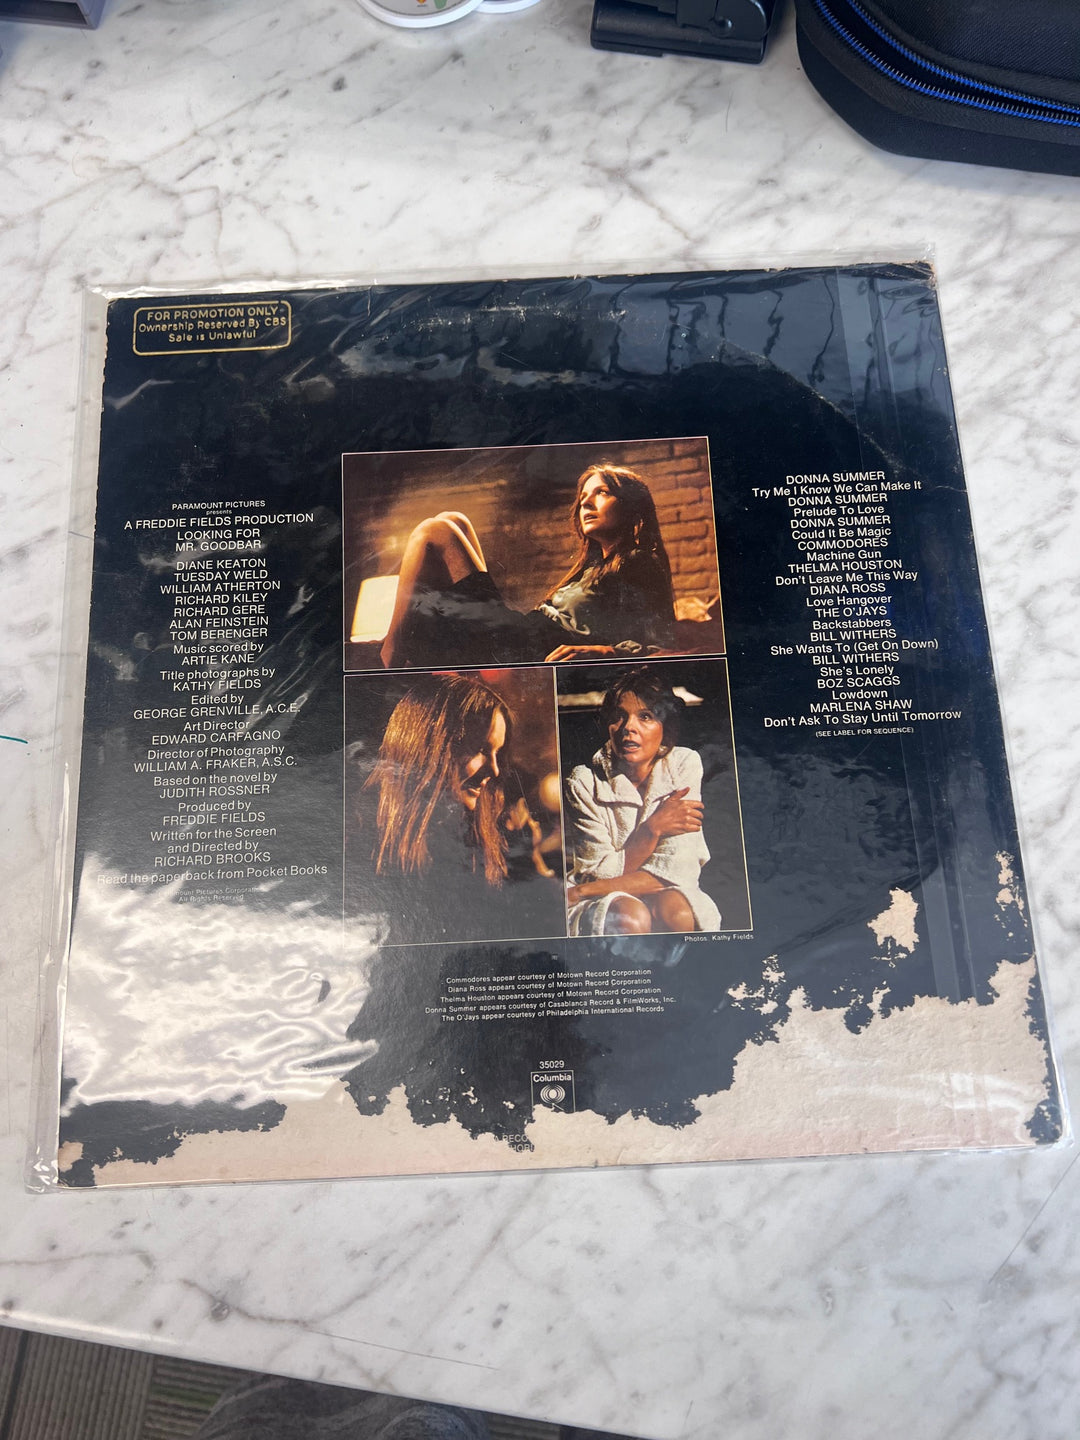 FOR PROMOTION ONLY
Ownership Reserved By CBS
Sale is Unlawful
PARAMOUNT PICTURES
presents
A FREDDIE FIELDS PRODUCTION
LOOKING FOR
MR. GOODBAR
DIANE KEATON
TUESDAY WELD
WILLIAM ATHERTON
RICHARD KILEY
RICHARD GERE
ALAN FEINSTEIN
TOM BERENGER
Music scored by
ARTIE KANE
Title photographs by
KATHY FIELDS
Edited by
GEORGE GRENVILLE, A.C.E.
Art Director
EDWARD CARFAGNO
Director of Photography
WILLIAM A. FRAKER, A.S.C.
Based on the novel by
JUDITH ROSSNER
Produced by
FREDDIE FIELDS
Written for the Screen
and Directed by
RICHARD BROOKS
Read the paperback from Pocket Books
Pictures
All Rights Reserved
DONNA SUMMER
Try Me I Know We Can Make It
DONNA SUMMER
Prelude To Love
DONNA SUMMER
Could It Be Magic
COMMODORES
Machine Gun
THELMA HOUSTON
Don't Leave Me This Way
DIANA ROSS
Love Hangover
THE O'JAYS
Backstabbers
BILL WITHERS
She Wants To (Get On Down)
BILL WITHERS
She's Lonely
BOZ SCAGGS
Lowdown
MARLENA SHAW
Don't Ask To Stay Until Tomorrow
(SEE LABEL FOR SEQUENCE)
Photos: Kathy Fields
Commodores appear courtesy of Motown Record Corporation
Diana Ross appears courtesy of Motown Record Corporation
Thelma Houston appears courtesy of Motown Record Corporation
Donna Summer appears courtesy of Casablanca Record & FilmWorks, Inc.
The O'Jays appear courtesy of Philadelphia International Records
35029
Columbia